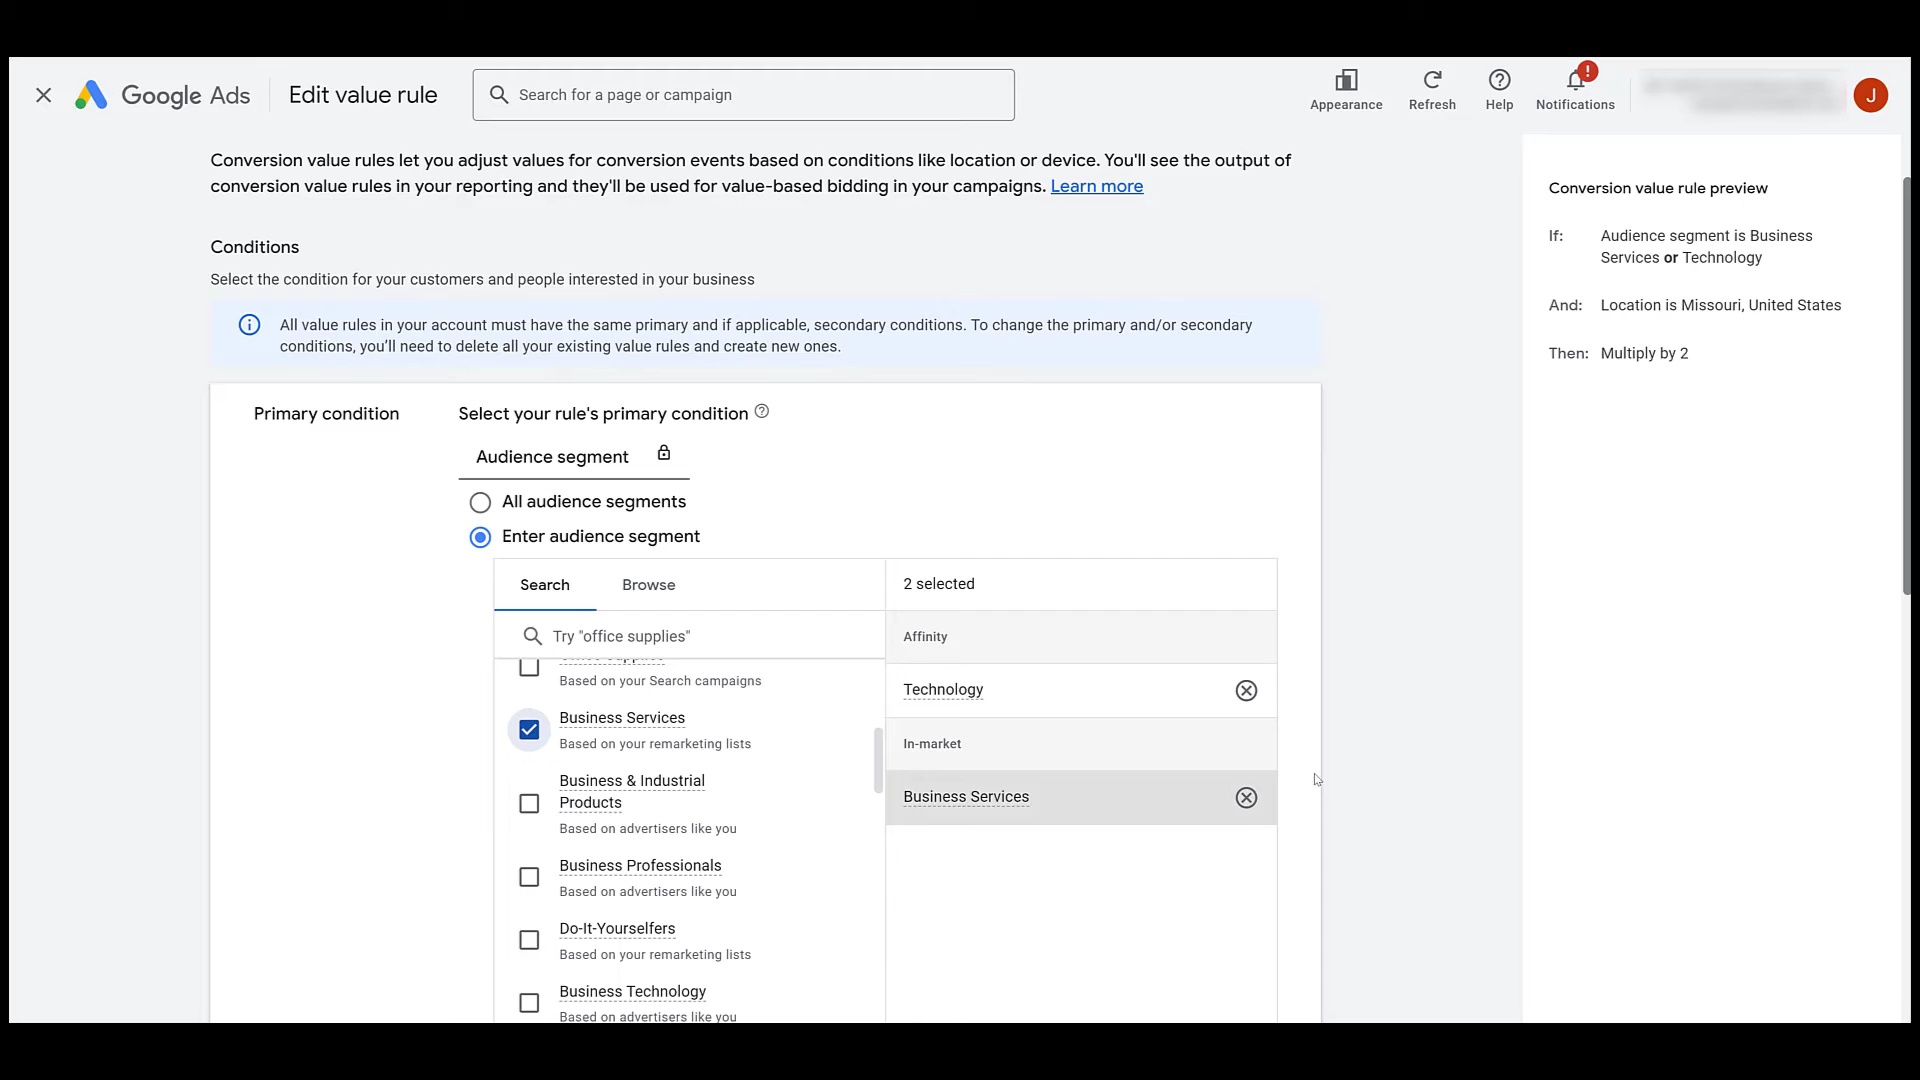 Google Ads
Edit value rule
Search for a page or campaign
Appearance
Refresh
Help
!
Notifications
J
Conversion value rules let you adjust values for conversion events based on conditions like location or device. You'll see the output of
conversion value rules in your reporting and they'll be used for value-based bidding in your campaigns. Learn more
Conditions
Select the condition for your customers and people interested in your business
All value rules in your account must have the same primary and if applicable, secondary conditions. To change the primary and/or secondary
conditions, you'll need to delete all your existing value rules and create new ones.
Primary condition
Select your rule's primary condition
Audience segment
All audience segments
Enter audience segment
Search
Browse
Try "office supplies"
Based on your Search campaigns
Business Services
Based on your remarketing lists
Business & Industrial
Products
Based on advertisers like you
Business Professionals
Based on advertisers like you
Do-It-Yourselfers
Based on your remarketing lists
Business Technology
Based on advertisers like you
2 selected
Affinity
Technology
In-market
Business Services
Conversion value rule preview
If: Audience segment is Business
Services or Technology
And: Location is Missouri, United States
Then: Multiply by 2